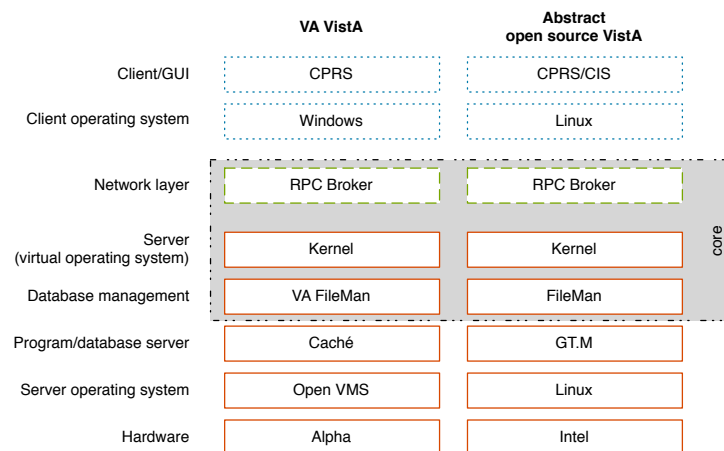 VA VistA
Abstract
open source VistA
Client/GUI
CPRS
CPRS/CIS
Client operating system
Windows
Linux
Network layer
RPC Broker
RPC Broker
Server
(virtual operating system)
Kernel
Kernel
core
Database management
VA FileMan
FileMan
Program/database server
Caché
GT.M
Server operating system
Open VMS
Linux
Hardware
Alpha
Intel